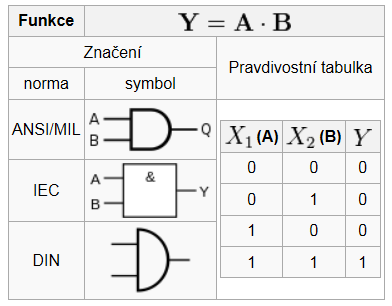 Funkce Y = A · B
Značení Pravdivostní tabulka
norma symbol
ANSI/MIL A B Q
IEC A B & Y
DIN
X₁ (A) X₂ (B) Y
0 0 0
0 1 0
1 0 0
1 1 1